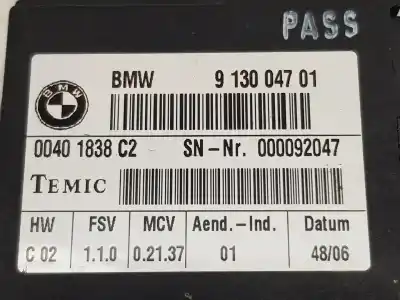 PASS
BMW
BMW 9 130 047 01
0040 1838 C2 SN-Nr. 000092047
TEMIC
HW FSV MCV Aend.-Ind. Datum
C 02 1.1.0 0.21.37 01 48/06